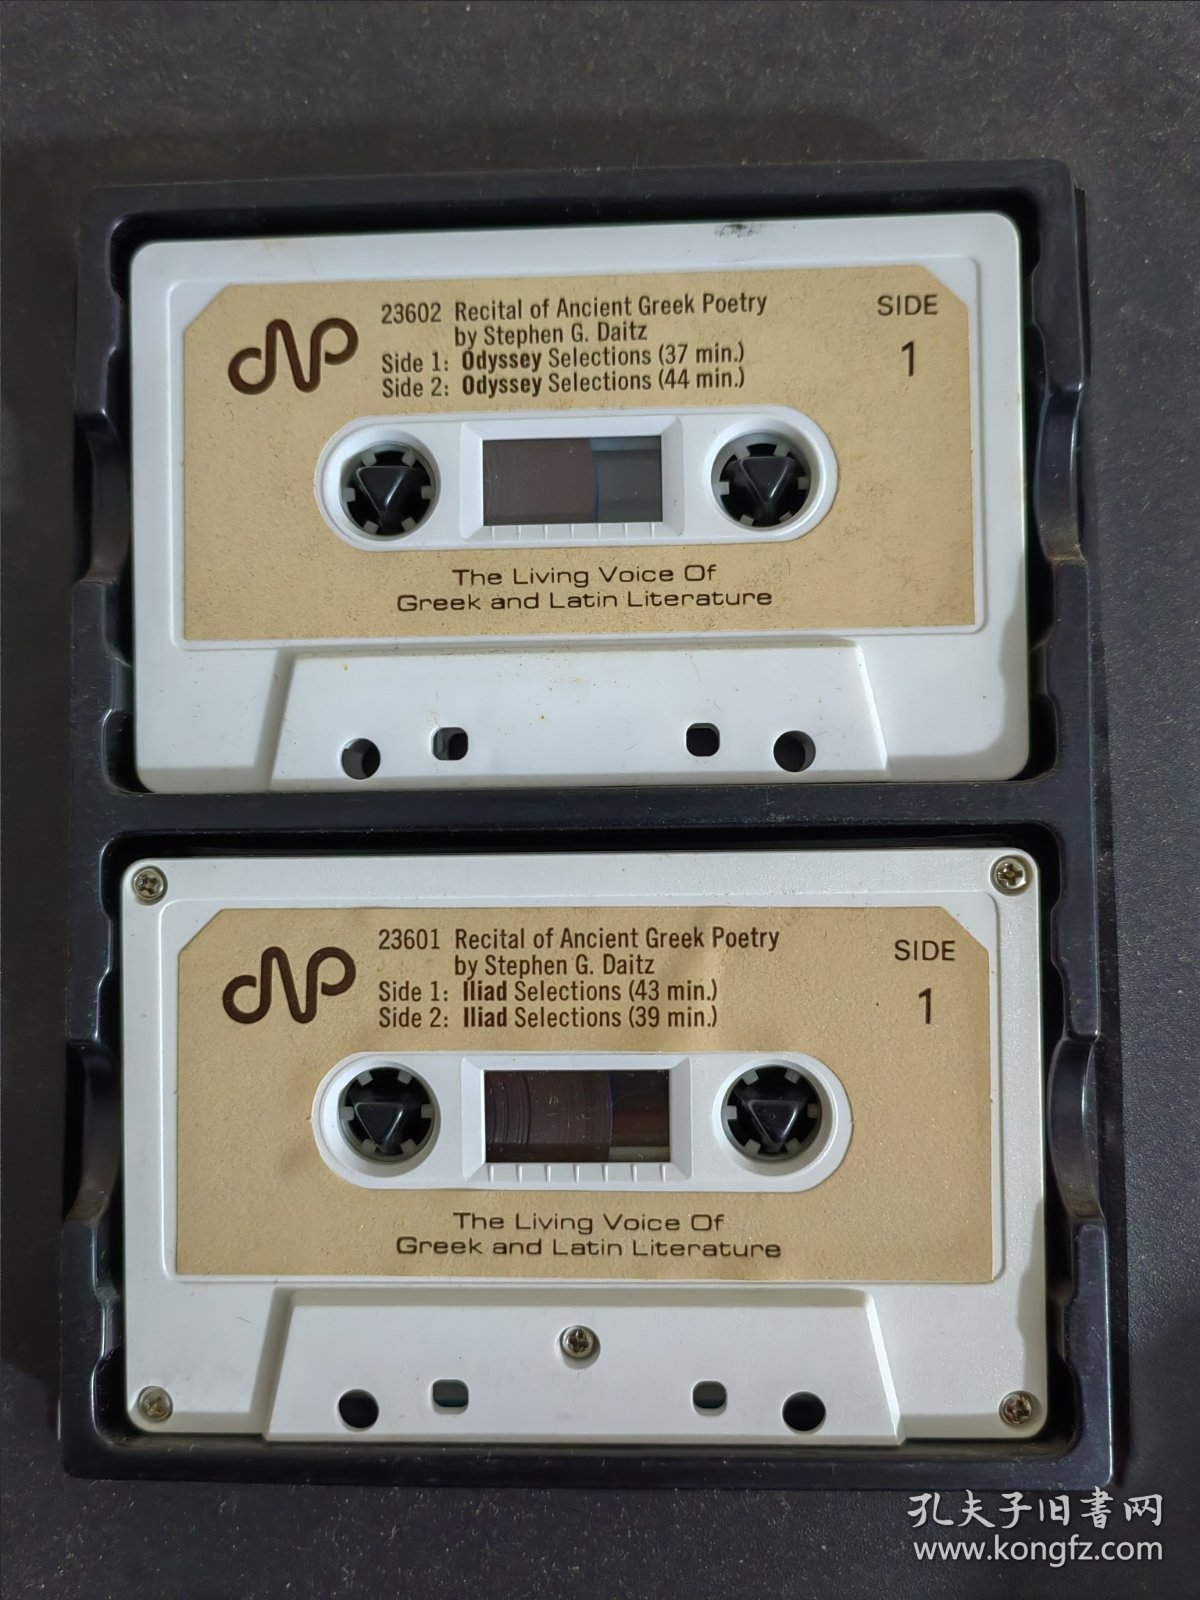 23602 Recital of Ancient Greek Poetry
by Stephen G. Daitz
Side 1: Odyssey Selections (37 min.)
Side 2: Odyssey Selections (44 min.)
SIDE
1
The Living Voice Of
Greek and Latin Literature
23601 Recital of Ancient Greek Poetry
by Stephen G. Daitz
Side 1: Iliad Selections (43 min.)
Side 2: Iliad Selections (39 min.)
SIDE
1
The Living Voice Of
Greek and Latin Literature
孔夫子旧書网
www.kongfz.com